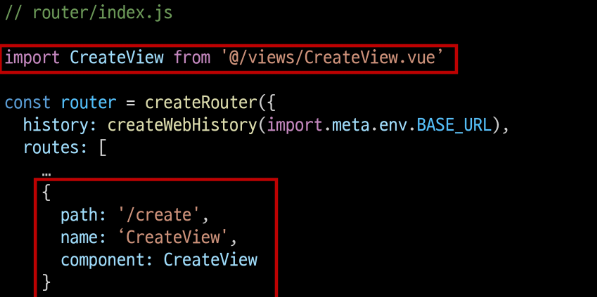 // router/index.js
import CreateView from '@/views/CreateView.vue’
const router = createRouter({
history: createWebHistory(import.meta.env.BASE_URL),
routes: [
…
{
path: '/create',
name: ‘CreateView',
component: CreateView
}